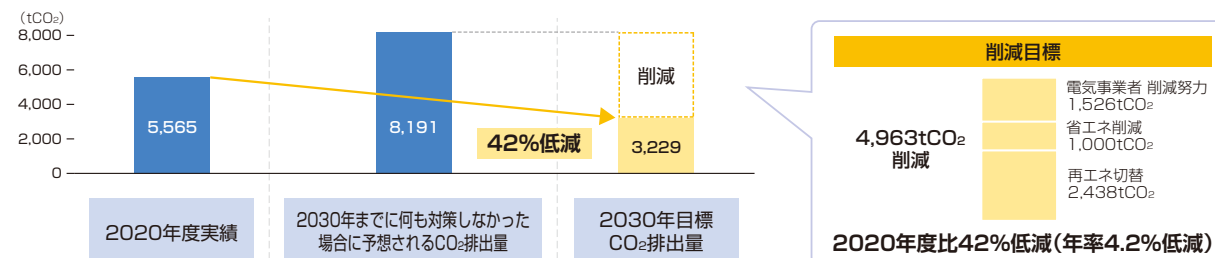 (tCO₂)
8,000
6,000
4,000
2,000
0
5,565
8,191
42%低減
削減
3,229
2020年度実績
2030年までに何も対策しなかった
場合に予想されるCO₂排出量
2030年目標
CO₂排出量
削減目標
4,963tCO₂
削減
電気事業者 削減努力
1,526tCO₂
省エネ削減
1,000tCO₂
再エネ切替
2,438tCO₂
2020年度比42%低減(年率4.2%低減)